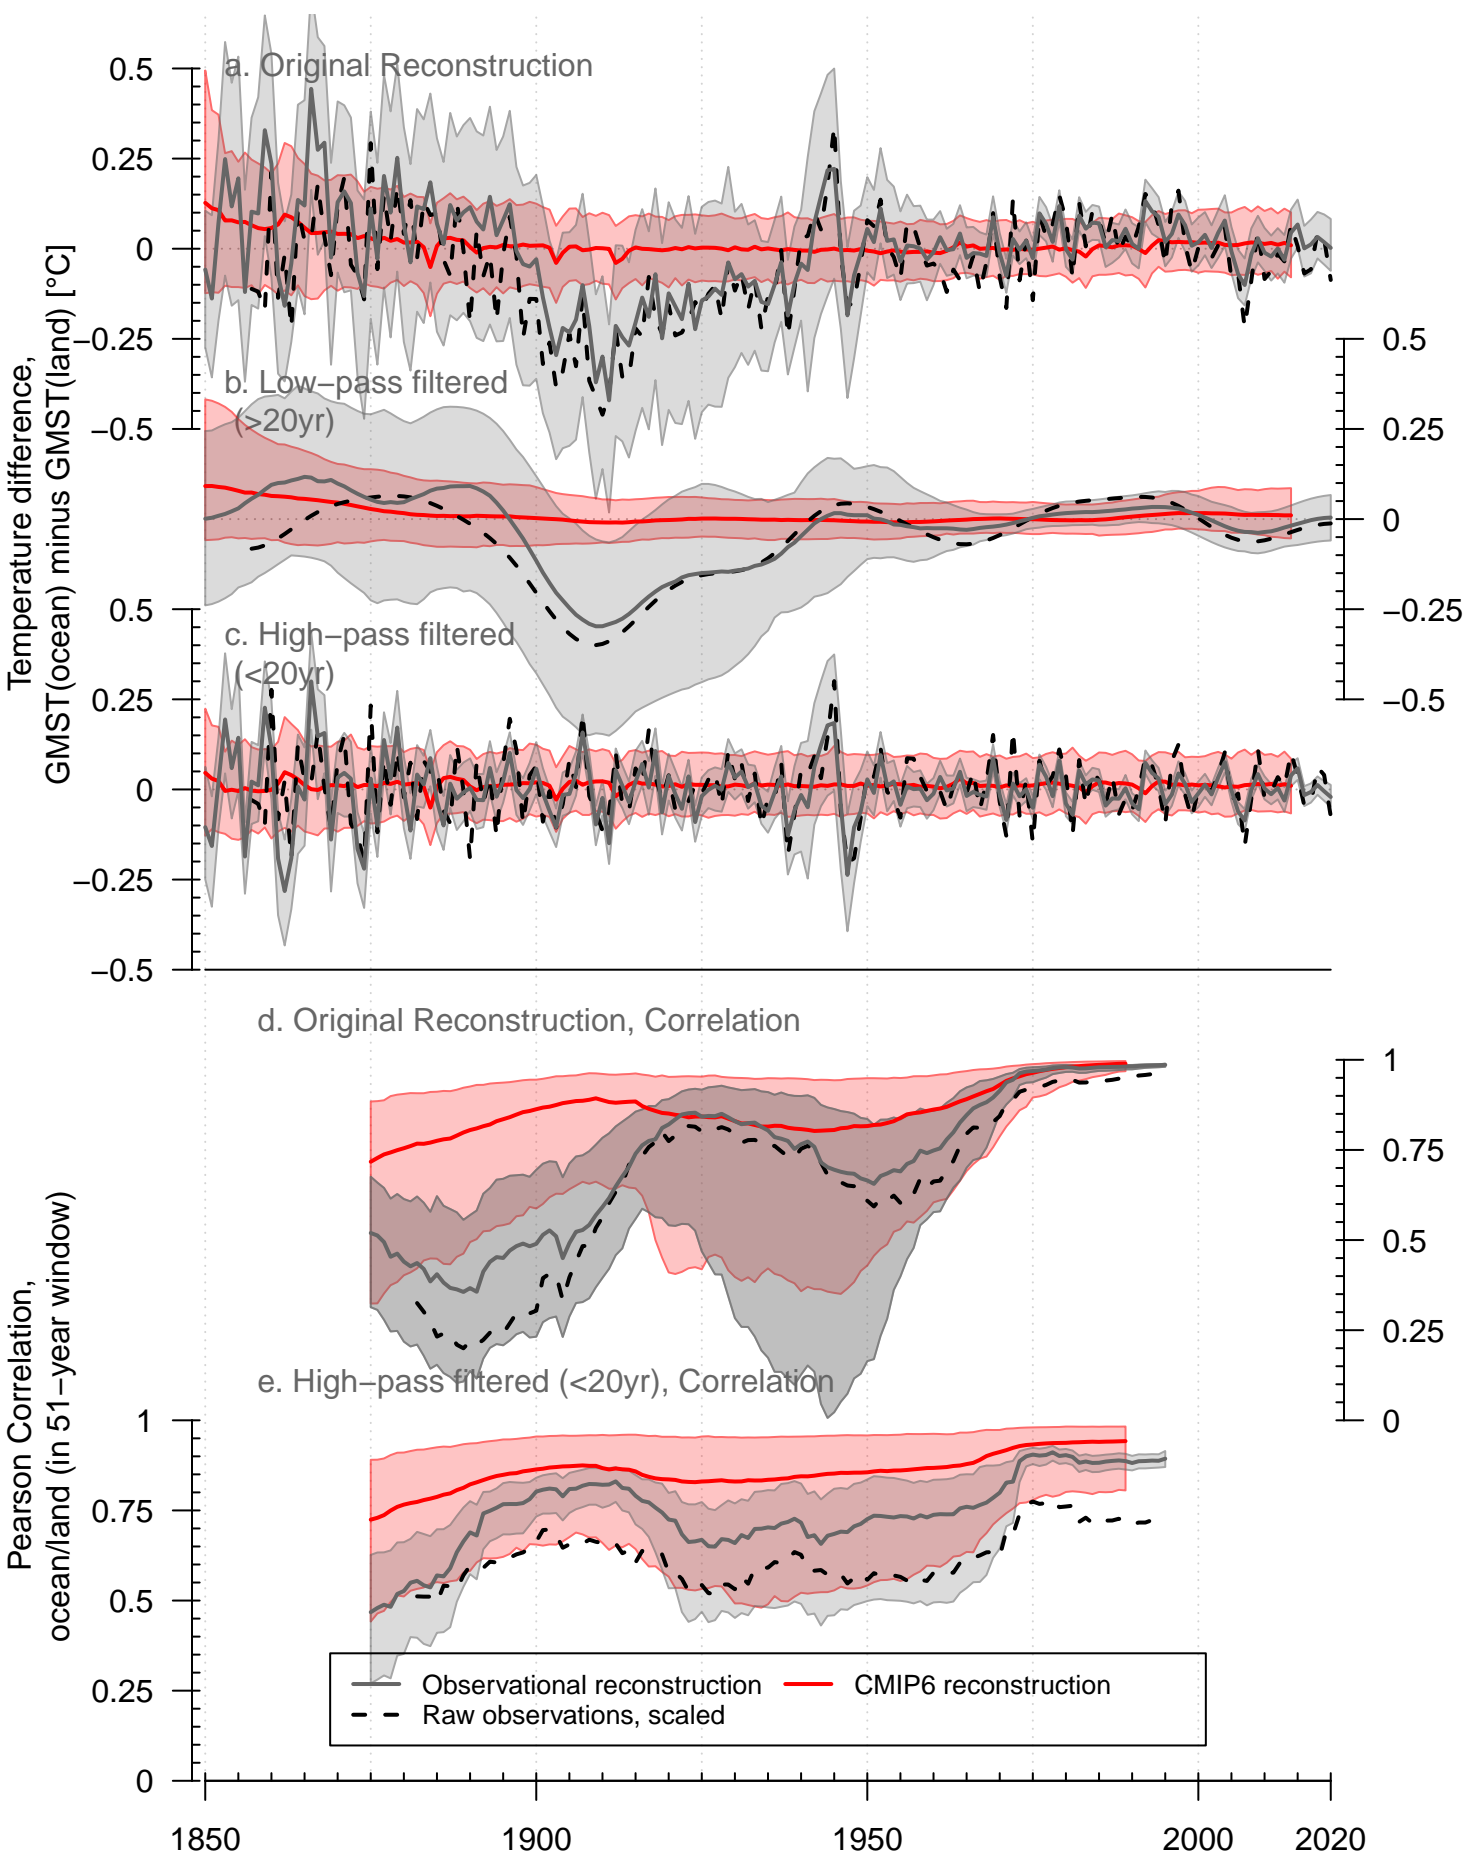 a. Original Reconstruction
0.5
0.25
0
−0.25
−0.5
b. Low−pass filtered
(>20yr)
0.5
0.25
0
−0.25
−0.5
c. High−pass filtered
(<20yr)
0.5
0.25
0
−0.25
−0.5
Temperature difference,
GMST(ocean) minus GMST(land) [°C]
d. Original Reconstruction, Correlation
1
0.75
0.5
0.25
0
e. High−pass filtered (<20yr), Correlation
1
0.75
0.5
0.25
0
Pearson Correlation,
ocean/land (in 51−year window)
Observational reconstruction
CMIP6 reconstruction
Raw observations, scaled
1850 1900 1950 2000 2020